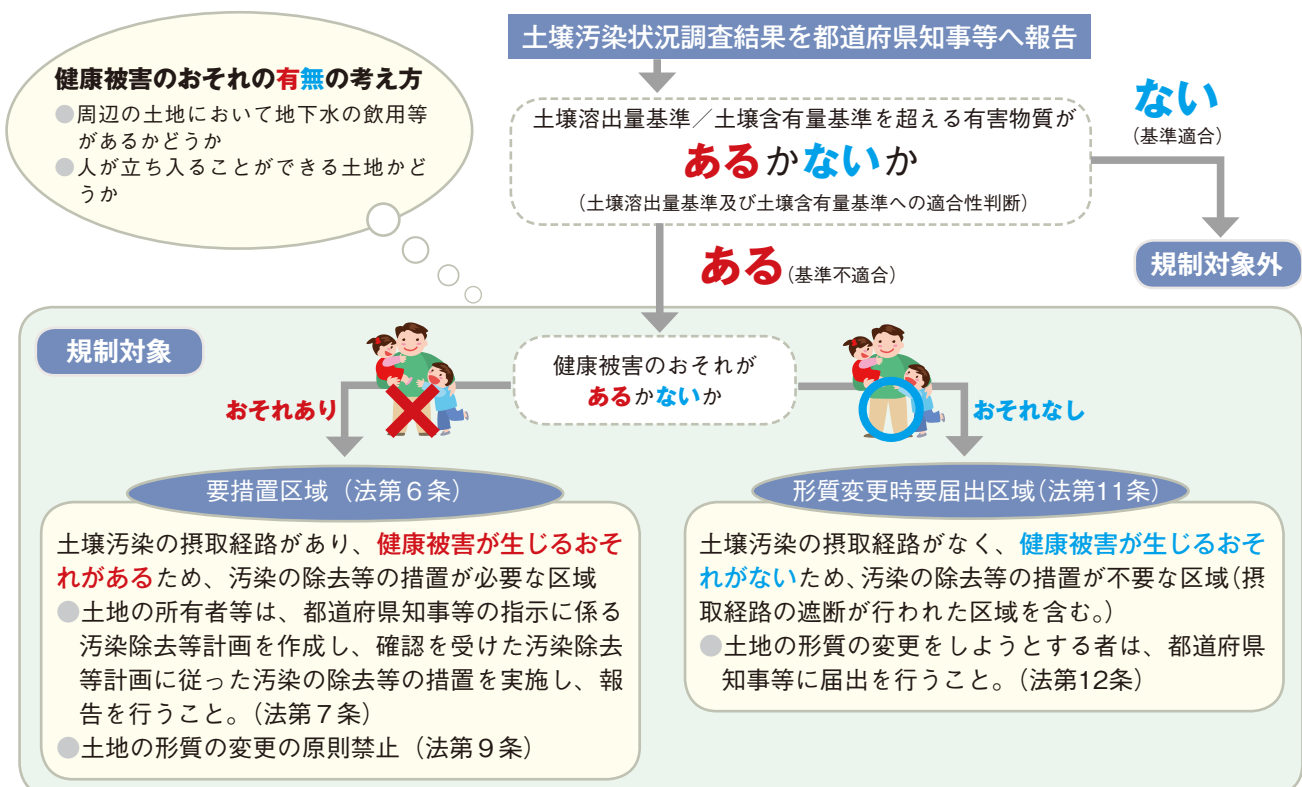 土壌汚染状況調査結果を都道府県知事等へ報告
健康被害のおそれの有無の考え方
●周辺の土地において地下水の飲用等
があるかどうか
●人が立ち入ることができる土地かど
うか
土壌溶出量基準／土壌含有量基準を超える有害物質が
あるかないか
(土壌溶出量基準及び土壌含有量基準への適合性判断)
ない
(基準適合)
規制対象外
ある(基準不適合)
規制対象
健康被害のおそれが
あるかないか
おそれあり
おそれなし
要措置区域（法第６条）
土壌汚染の摂取経路があり、健康被害が生じるおそ
れがあるため、汚染の除去等の措置が必要な区域
●土地の所有者等は、都道府県知事等の指示に係る
汚染除去等計画を作成し、確認を受けた汚染除去
等計画に従った汚染の除去等の措置を実施し、報
告を行うこと。（法第７条）
●土地の形質の変更の原則禁止（法第９条）
形質変更時要届出区域（法第11条）
土壌汚染の摂取経路がなく、健康被害が生じるおそ
れがないため、汚染の除去等の措置が不要な区域（摂
取経路の遮断が行われた区域を含む。）
●土地の形質の変更をしようとする者は、都道府県
知事等に届出を行うこと。（法第12条）